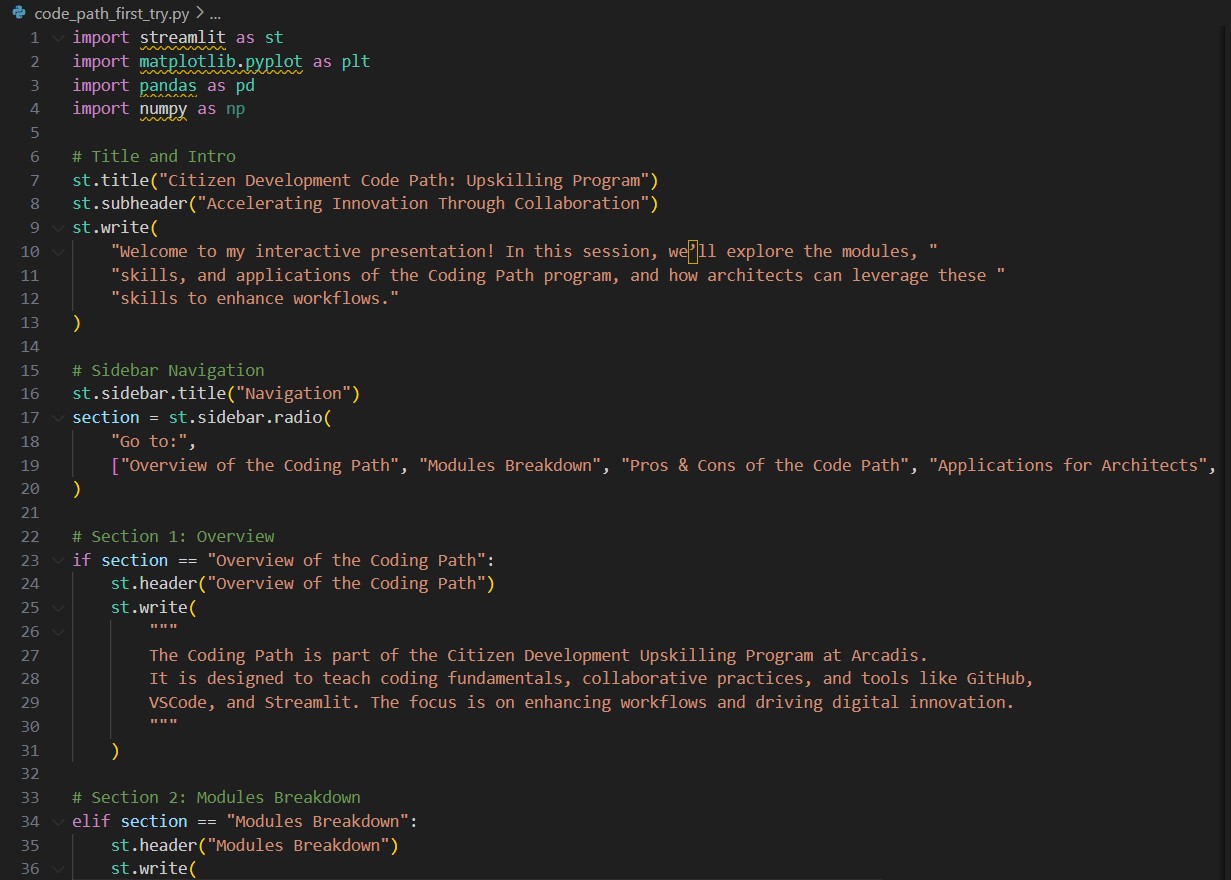 code_path_first_try.py > ...
1 import streamlit as st
2 import matplotlib.pyplot as plt
3 import pandas as pd
4 import numpy as np
5
6 # Title and Intro
7 st.title("Citizen Development Code Path: Upskilling Program")
8 st.subheader("Accelerating Innovation Through Collaboration")
9 st.write(
10     "Welcome to my interactive presentation! In this session, we’ll explore the modules, "
11     "skills, and applications of the Coding Path program, and how architects can leverage these "
12     "skills to enhance workflows."
13 )
14
15 # Sidebar Navigation
16 st.sidebar.title("Navigation")
17 section = st.sidebar.radio(
18     "Go to:",
19     ["Overview of the Coding Path", "Modules Breakdown", "Pros & Cons of the Code Path", "Applications for Architects",
20 )
21
22 # Section 1: Overview
23 if section == "Overview of the Coding Path":
24     st.header("Overview of the Coding Path")
25     st.write(
26         """
27         The Coding Path is part of the Citizen Development Upskilling Program at Arcadis.
28         It is designed to teach coding fundamentals, collaborative practices, and tools like GitHub,
29         VSCode, and Streamlit. The focus is on enhancing workflows and driving digital innovation.
30         """
31     )
32
33 # Section 2: Modules Breakdown
34 elif section == "Modules Breakdown":
35     st.header("Modules Breakdown")
36     st.write(